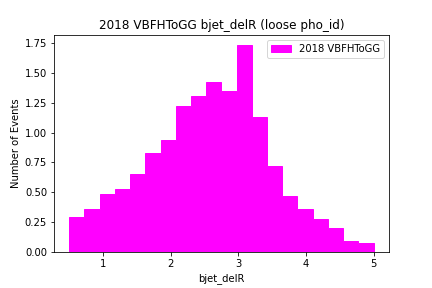 2018 VBFHToGG bjet_delR (loose pho_id)
2018 VBFHToGG
Number of Events
1.75
1.50
1.25
1.00
0.75
0.50
0.25
0.00
1 2 3 4 5
bjet_delR